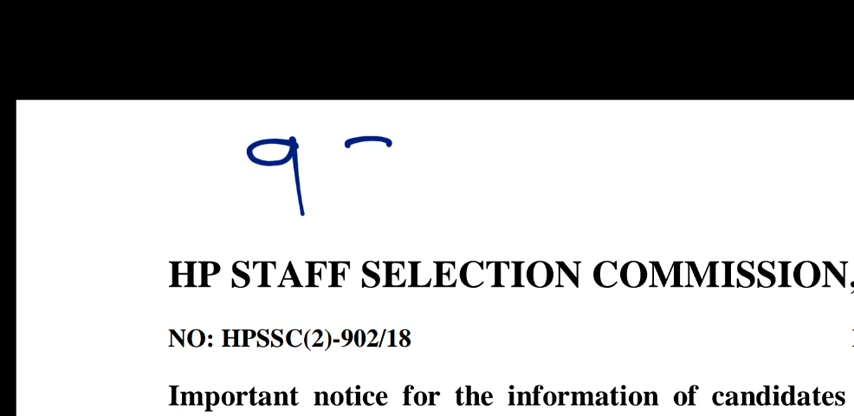 9 -
HP STAFF SELECTION COMMISSION,
NO: HPSSC(2)-902/18
Important notice for the information of candidates